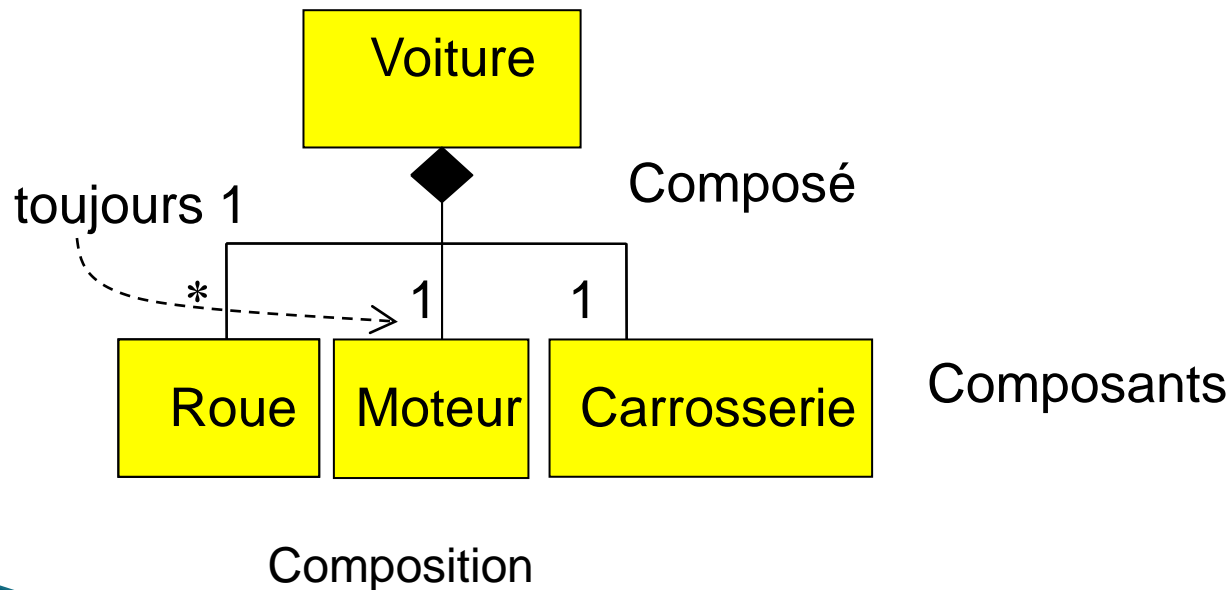 Voiture
Composé
toujours 1
* 1 1
Roue Moteur Carrosserie
Composants
Composition